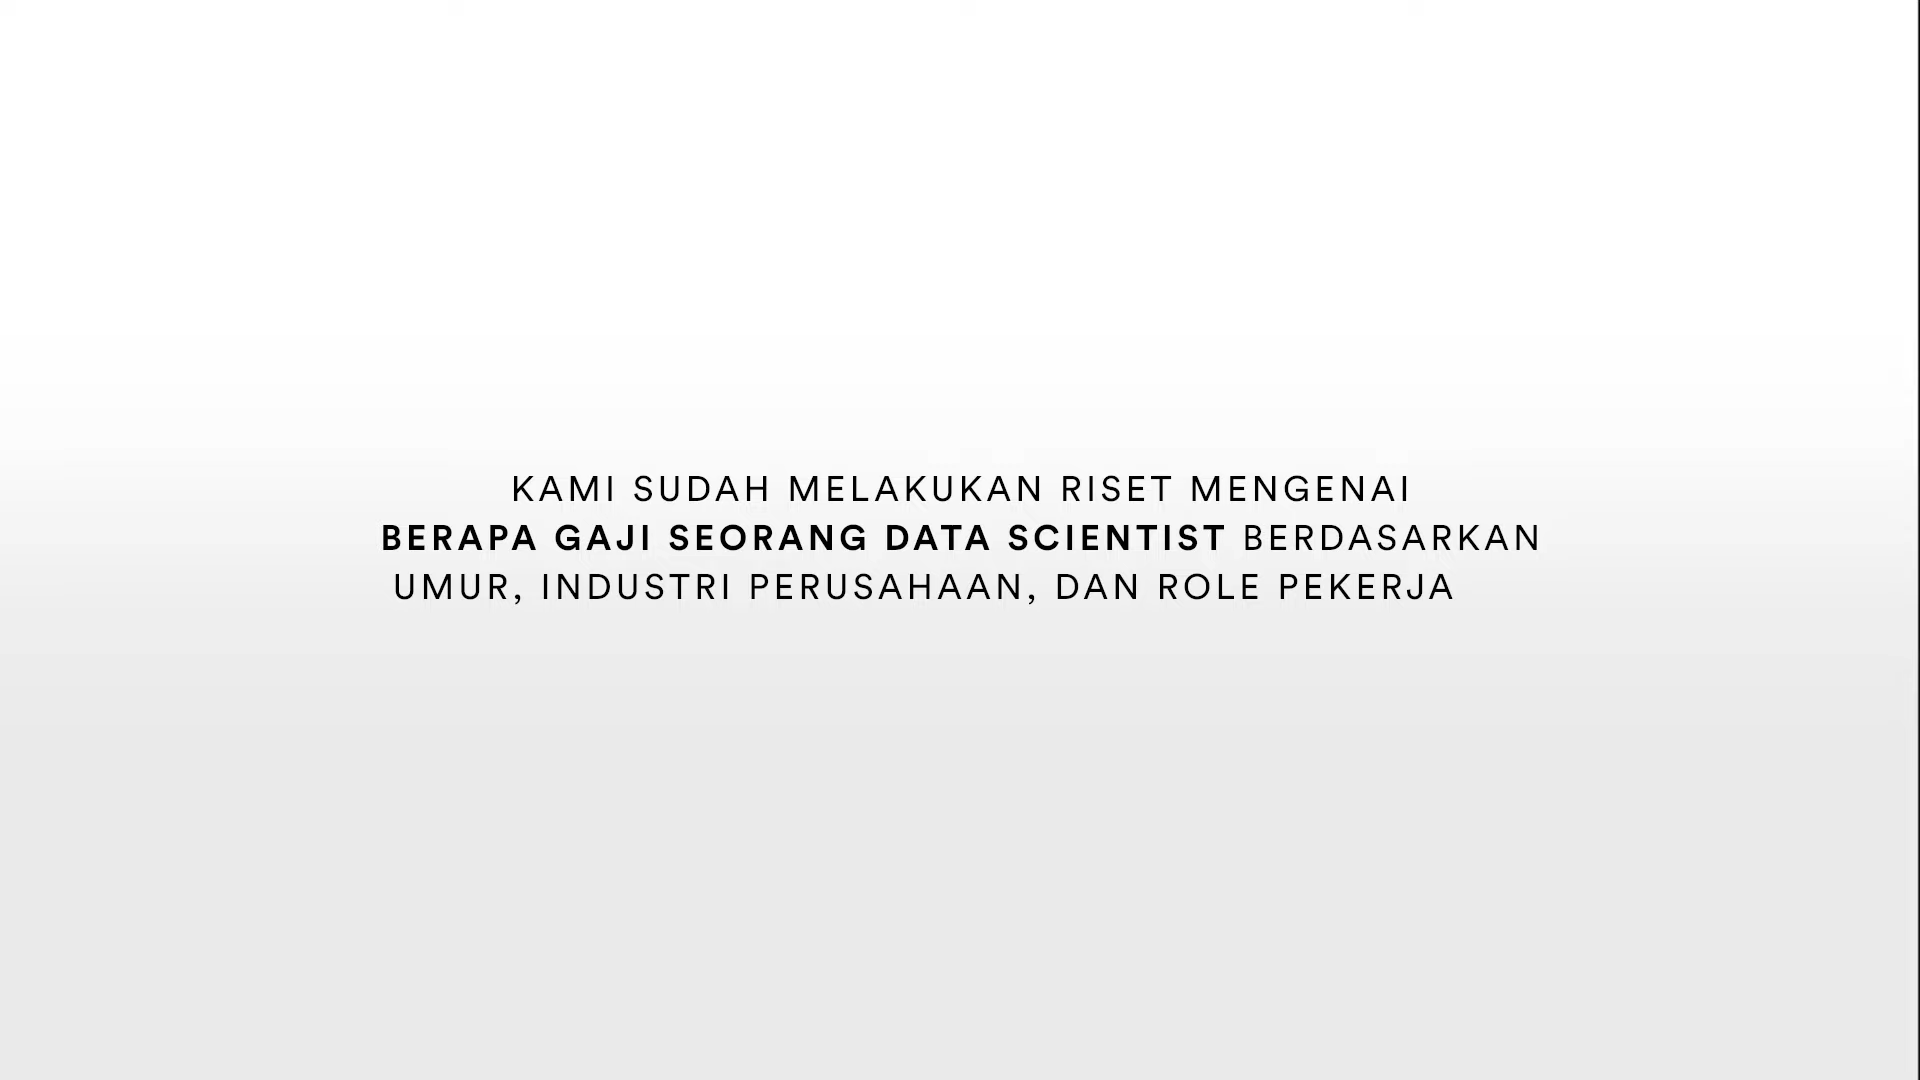 KAMI SUDAH MELAKUKAN RISET MENGENAI
BERAPA GAJI SEORANG DATA SCIENTIST BERDASARKAN
UMUR, INDUSTRI PERUSAHAAN, DAN ROLE PEKERJA